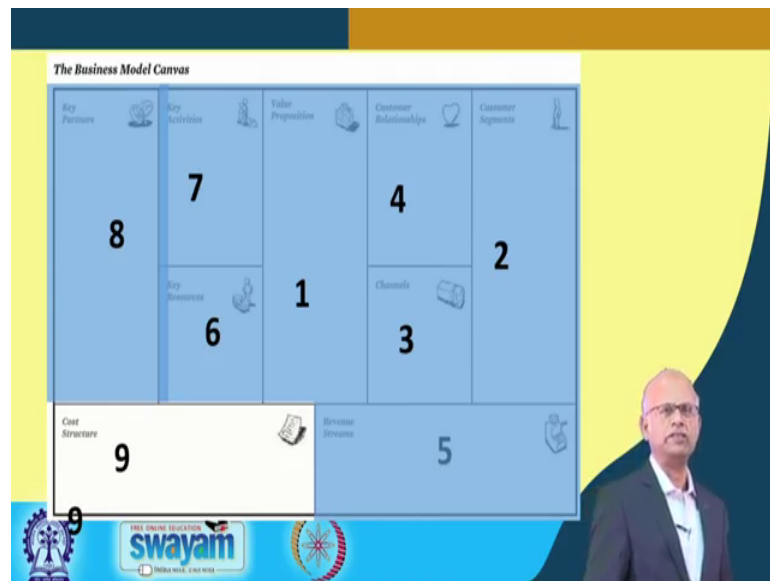 The Business Model Canvas
Key
Partners
Key
Activities
Value
Proposition
Customer
Relationships
Customer
Segments
8
7
1
4
2
Key
Resources
6
Channels
3
Cost
Structure
9
Revenue
Streams
5
9
FREE ONLINE EDUCATION
swayam